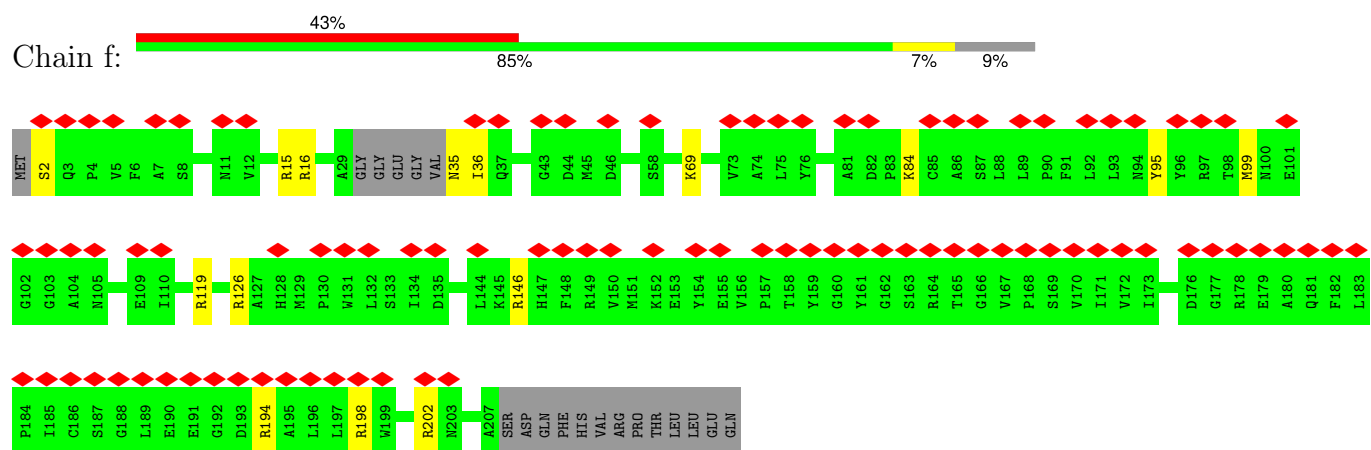 43%
Chain f:
85% 7% 9%
MET S2 Q3 P4 V5 F6 A7 S8 N11 V12 R15 R16 A29 GLY GLY GLU GLY VAL N35 I36 Q37 G43 D44 M45 D46 S58 K69 V73 A74 L75 Y76 A81 D82 P83 K84 C85 A86 S87 L88 L89 P90 F91 L92 L93 N94 Y95 Y96 R97 T98 M99 N100 E101
G102 G103 A104 N105 E109 I110 R119 R126 A127 H128 M129 P130 W131 L132 S133 I134 D135 L144 K145 R146 H147 F148 R149 V150 M151 K152 E153 Y154 E155 V156 P157 T158 Y159 G160 Y161 G162 S163 R164 T165 G166 V167 P168 S169 V170 I171 V172 I173 D176 G177 R178 E179 A180 Q181 F182 L183
P184 I185 C186 S187 G188 L189 E190 E191 G192 D193 R194 A195 L196 L197 R198 W199 R202 N203 A207 SER ASP GLN PHE HIS VAL ARG PRO THR LEU LEU GLU GLN